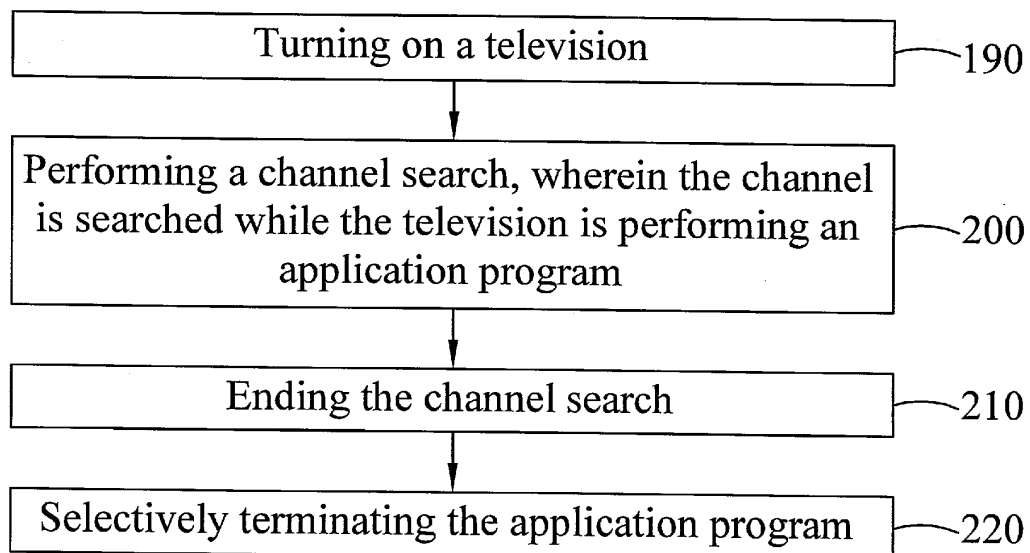 Turning on a television
190
Performing a channel search, wherein the channel
is searched while the television is performing an
application program
200
Ending the channel search
210
Selectively terminating the application program
220